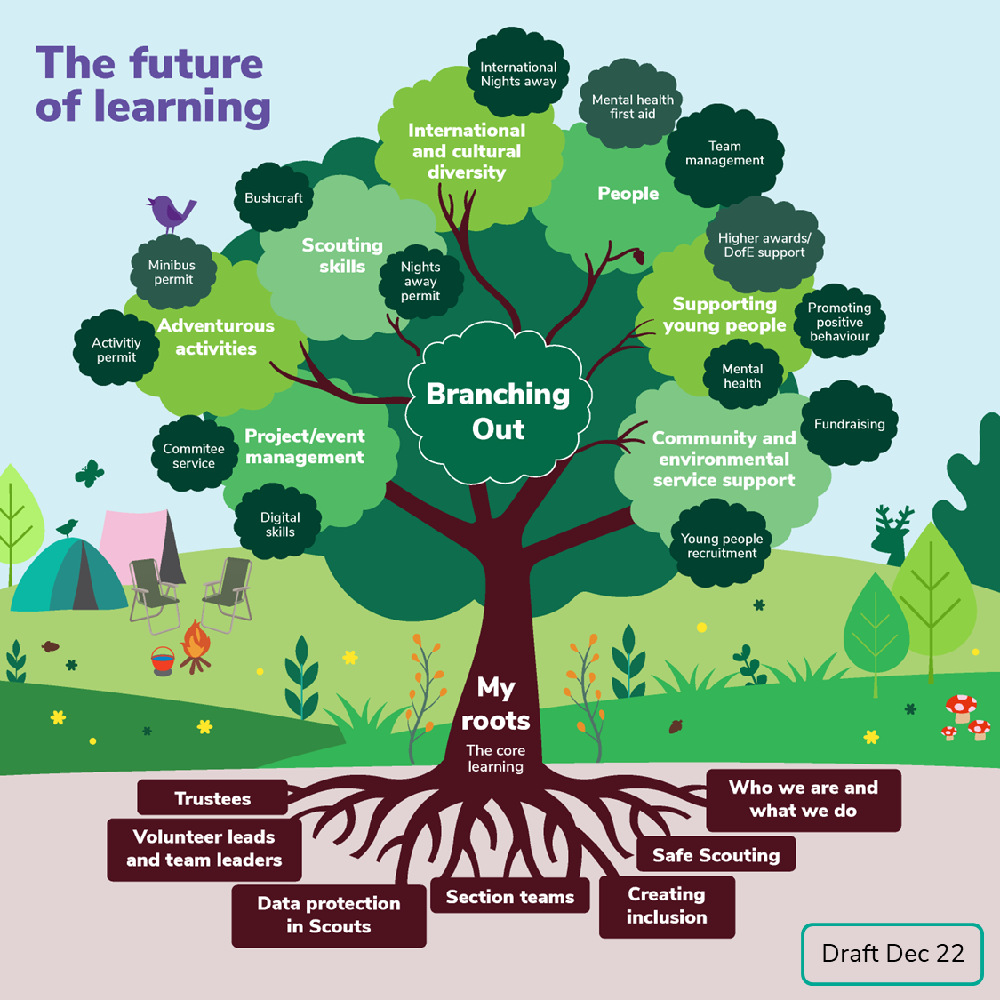 The future
of learning
International
Nights away
Mental health
first aid
International
and cultural
diversity
Team
management
People
Bushcraft
Scouting
skills
Higher awards/
DofE support
Minibus
permit
Nights
away
permit
Supporting
young people
Promoting
positive
behaviour
Adventurous
activities
Activitiy
permit
Mental
health
Branching
Out
Fundraising
Project/event
management
Community and
environmental
service support
Commitee
service
Digital
skills
Young people
recruitment
My
roots
The core
learning
Trustees
Who we are and
what we do
Volunteer leads
and team leaders
Safe Scouting
Data protection
in Scouts
Section teams
Creating
inclusion
Draft Dec 22